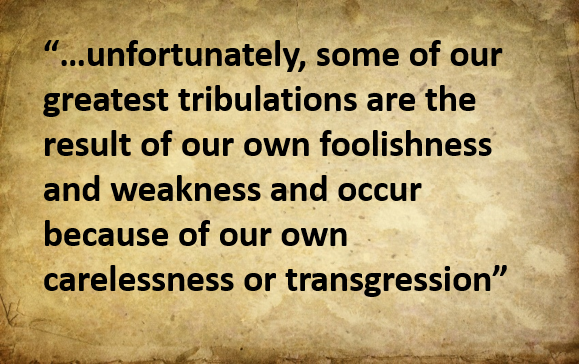 “...unfortunately, some of our
greatest tribulations are the
result of our own foolishness
and weakness and occur
because of our own
carelessness or transgression”